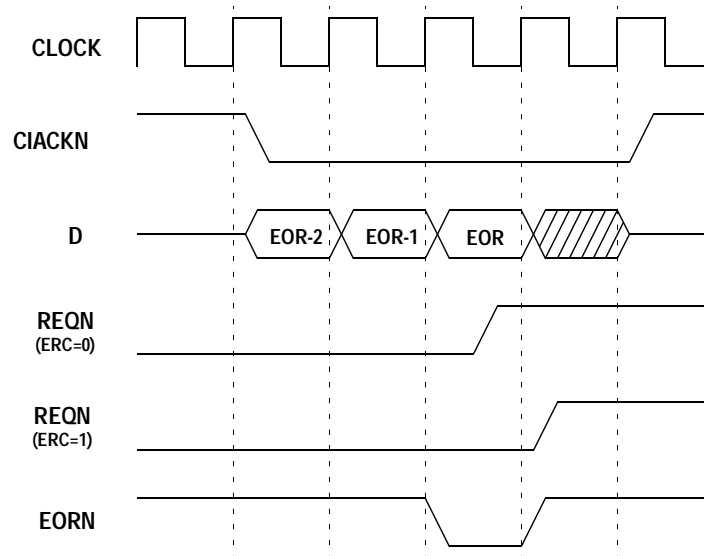 CLOCK
CIACKN
D
EOR-2
EOR-1
EOR
REQN
(ERC=0)
REQN
(ERC=1)
EORN